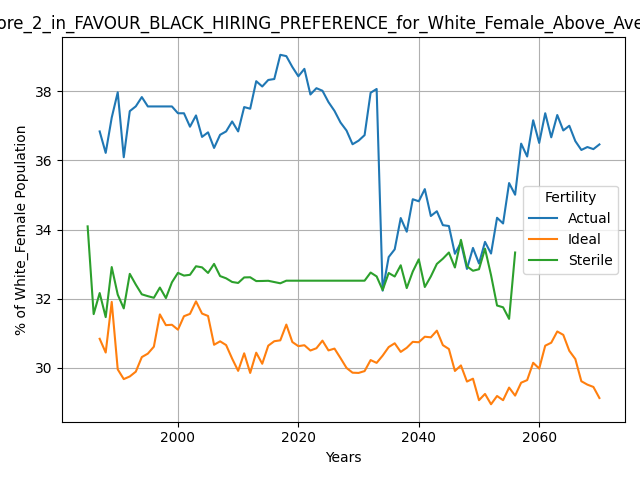 ore_2_in_FAVOUR_BLACK_HIRING_PREFERENCE_for_White_Female_Above_Ave
% of White_Female Population
38
36
34
32
30
Fertility
Actual
Ideal
Sterile
2000 2020 2040 2060
Years